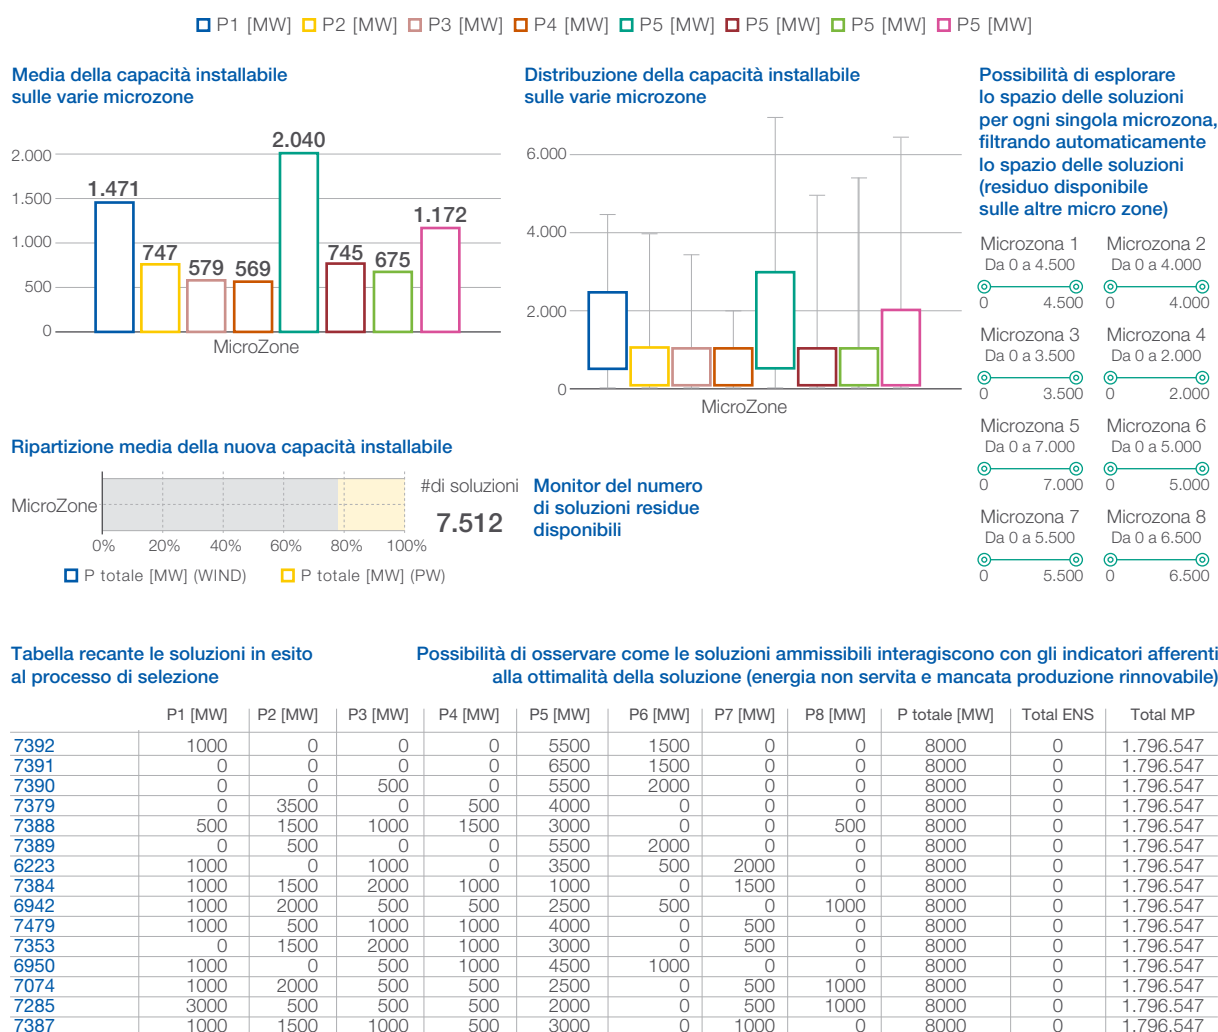 P1 [MW] P2 [MW] P3 [MW] P4 [MW] P5 [MW] P5 [MW] P5 [MW] P5 [MW]
Media della capacità installabile
sulle varie microzone
2.000
1.500
1.000
500
0
1.471
747
579
569
2.040
745
675
1.172
MicroZone
Distribuzione della capacità installabile
sulle varie microzone
6.000
4.000
2.000
0
MicroZone
Possibilità di esplorare
lo spazio delle soluzioni
per ogni singola microzona,
filtrando automaticamente
lo spazio delle soluzioni
(residuo disponibile
sulle altre micro zone)
Microzona 1 Microzona 2
Da 0 a 4.500 Da 0 a 4.000
0 4.500 0 4.000
Microzona 3 Microzona 4
Da 0 a 3.500 Da 0 a 2.000
0 3.500 0 2.000
Microzona 5 Microzona 6
Da 0 a 7.000 Da 0 a 5.000
0 7.000 0 5.000
Microzona 7 Microzona 8
Da 0 a 5.500 Da 0 a 6.500
0 5.500 0 6.500
Ripartizione media della nuova capacità installabile
MicroZone
0% 20% 40% 60% 80% 100%
P totale [MW] (WIND) P totale [MW] (PW)
#di soluzioni
7.512
Monitor del numero
di soluzioni residue
disponibili
Tabella recante le soluzioni in esito
al processo di selezione
Possibilità di osservare come le soluzioni ammissibili interagiscono con gli indicatori afferenti
alla ottimalità della soluzione (energia non servita e mancata produzione rinnovabile)
P1 [MW] P2 [MW] P3 [MW] P4 [MW] P5 [MW] P6 [MW] P7 [MW] P8 [MW] P totale [MW] Total ENS Total MP
7392 1000 0 0 0 5500 1500 0 0 8000 0 1.796.547
7391 0 0 0 0 6500 1500 0 0 8000 0 1.796.547
7390 0 0 500 0 5500 2000 0 0 8000 0 1.796.547
7379 0 3500 0 500 4000 0 0 0 8000 0 1.796.547
7388 500 1500 1000 1500 3000 0 0 500 8000 0 1.796.547
7389 0 500 0 0 5500 2000 0 0 8000 0 1.796.547
6223 1000 0 1000 0 3500 500 2000 0 8000 0 1.796.547
7384 1000 1500 2000 1000 1000 0 1500 0 8000 0 1.796.547
6942 1000 2000 500 500 2500 500 0 1000 8000 0 1.796.547
7479 1000 500 1000 1000 4000 0 500 0 8000 0 1.796.547
7353 0 1500 2000 1000 3000 0 500 0 8000 0 1.796.547
6950 1000 0 500 1000 4500 1000 0 0 8000 0 1.796.547
7074 1000 2000 500 500 2500 0 500 1000 8000 0 1.796.547
7285 3000 500 500 500 2000 0 500 1000 8000 0 1.796.547
7387 1000 1500 1000 500 3000 0 1000 0 8000 0 1.796.547